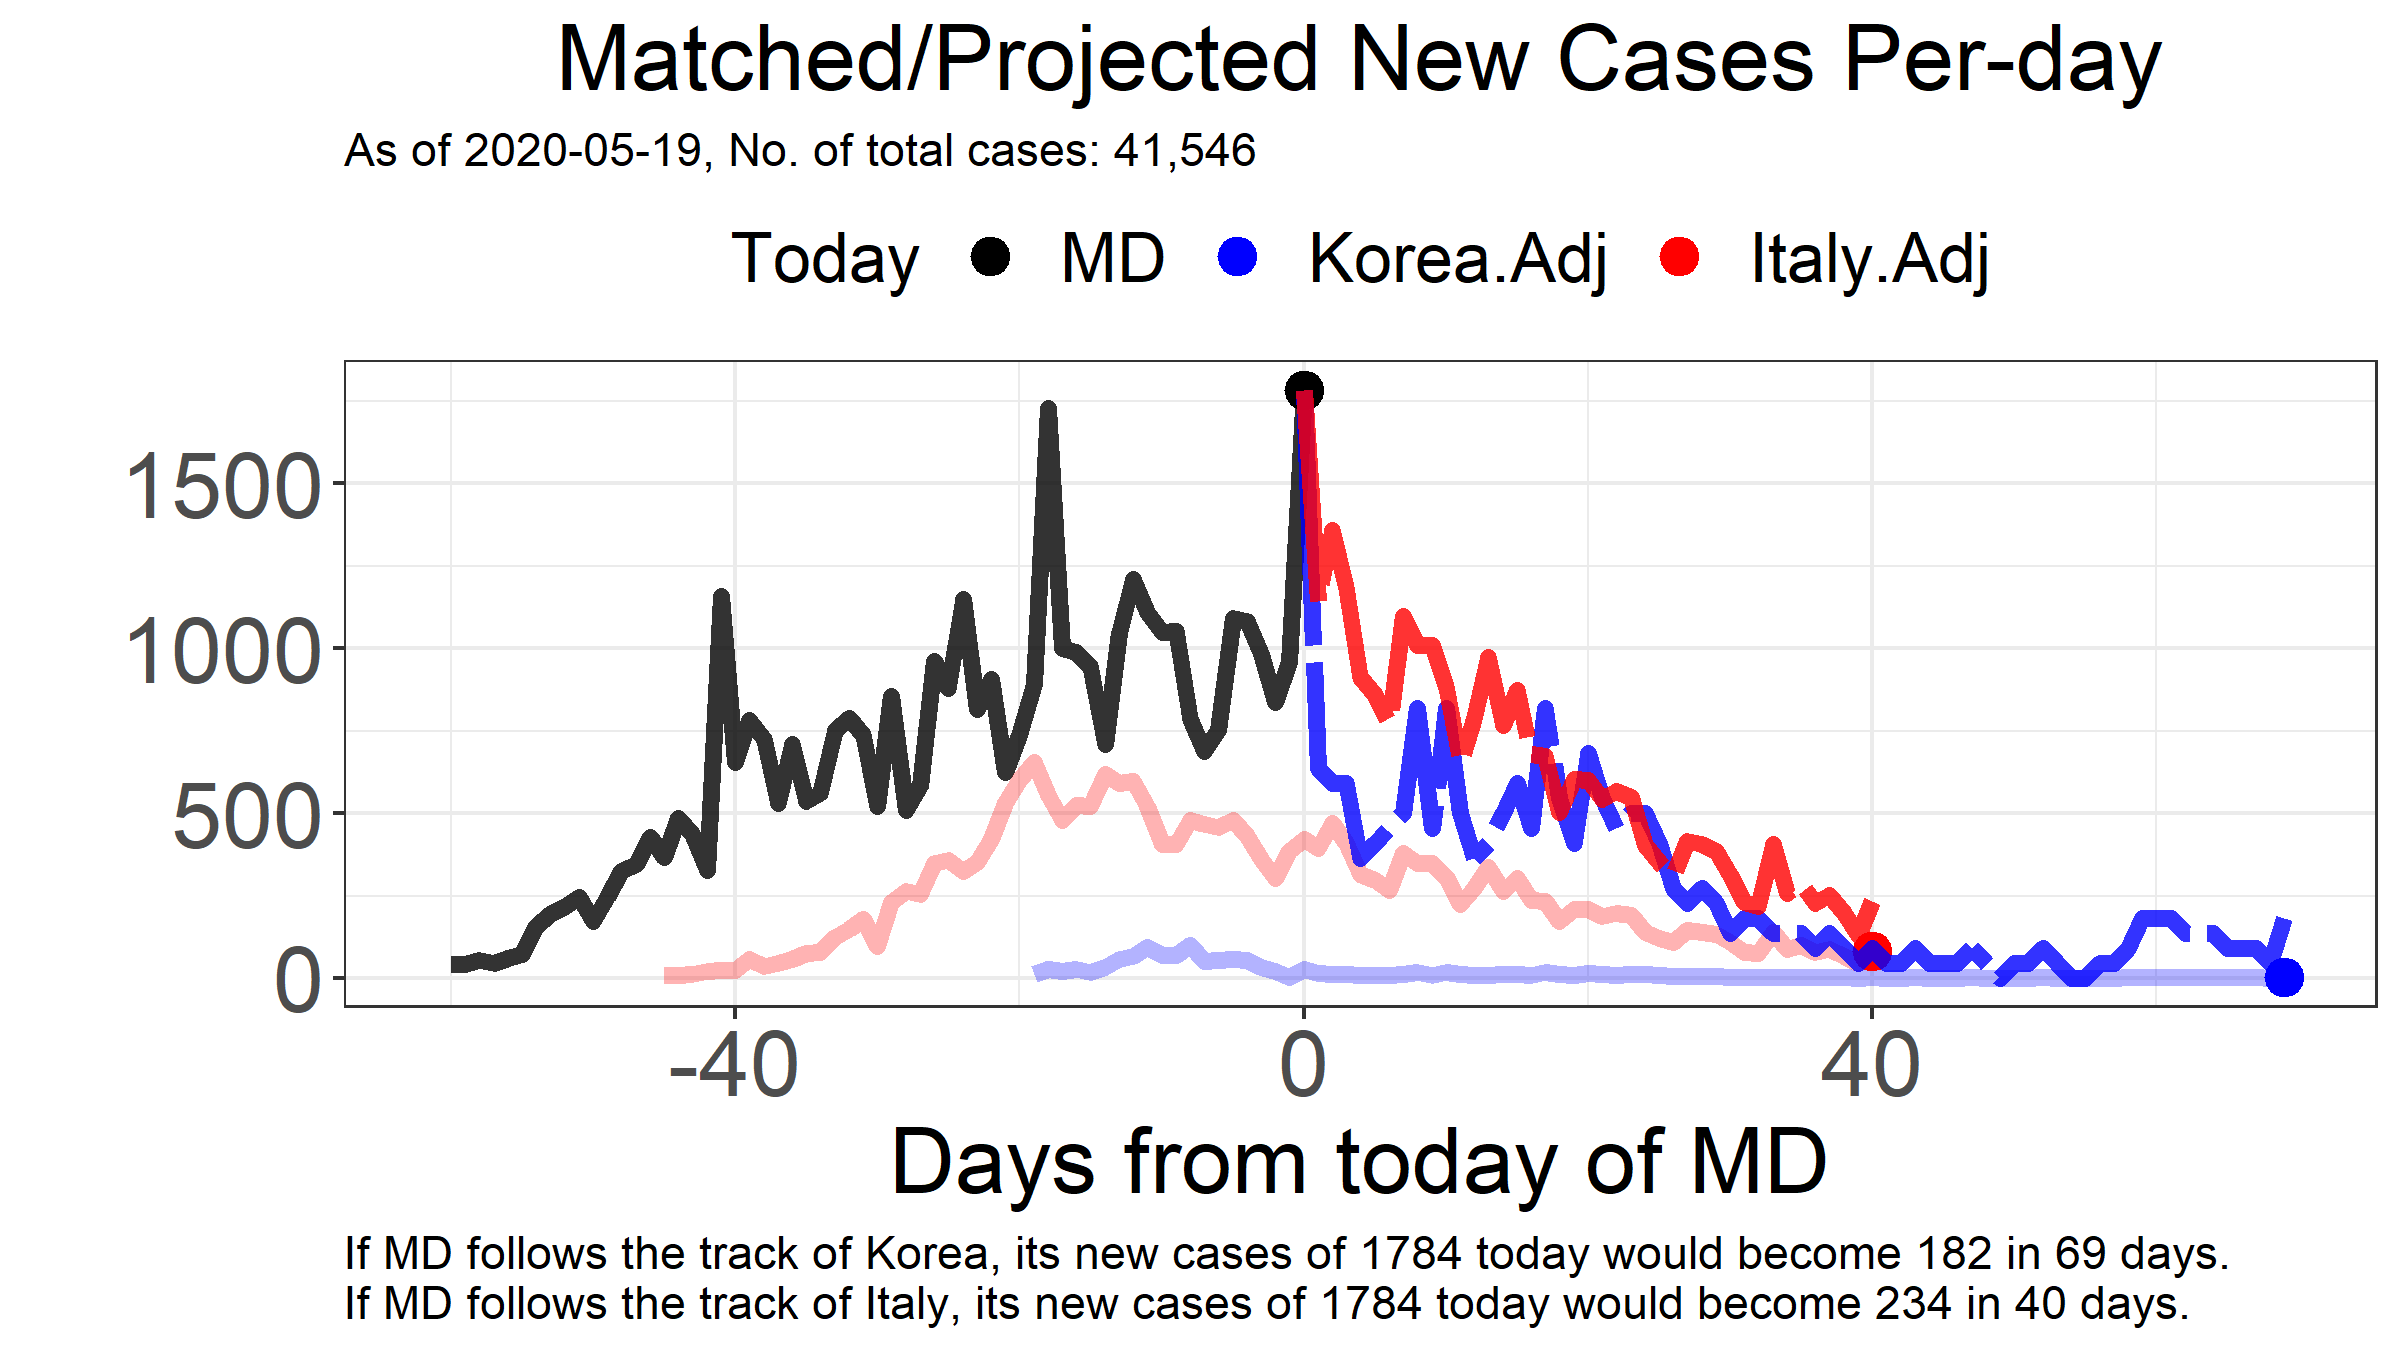 Matched/Projected New Cases Per-day
As of 2020-05-19, No. of total cases: 41,546
Today MD Korea.Adj Italy.Adj
1500
1000
500
0
-40 0 40
Days from today of MD
If MD follows the track of Korea, its new cases of 1784 today would become 182 in 69 days.
If MD follows the track of Italy, its new cases of 1784 today would become 234 in 40 days.